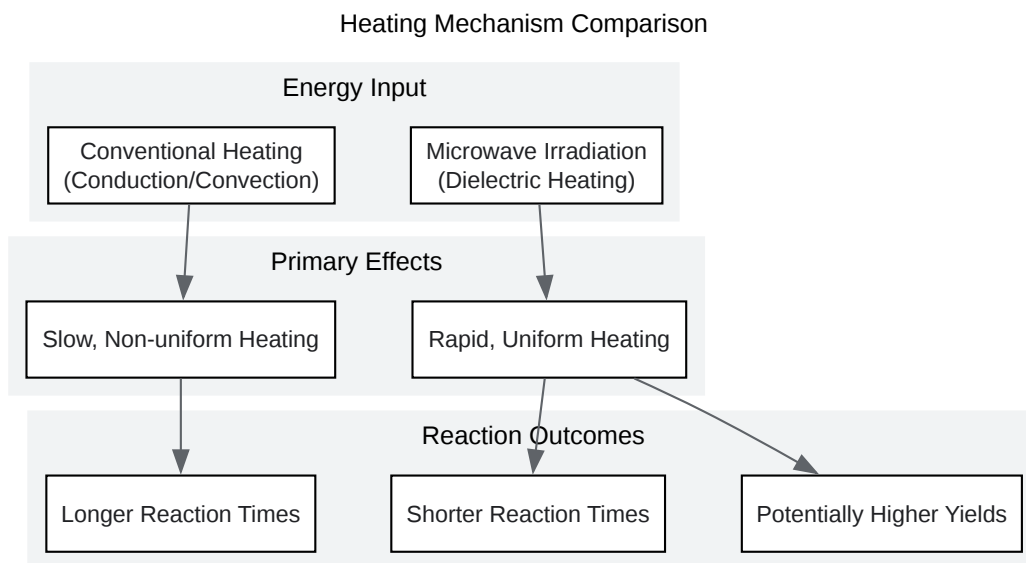 Heating Mechanism Comparison
Energy Input
Conventional Heating
(Conduction/Convection)
Microwave Irradiation
(Dielectric Heating)
Primary Effects
Slow, Non-uniform Heating
Rapid, Uniform Heating
Reaction Outcomes
Longer Reaction Times
Shorter Reaction Times
Potentially Higher Yields